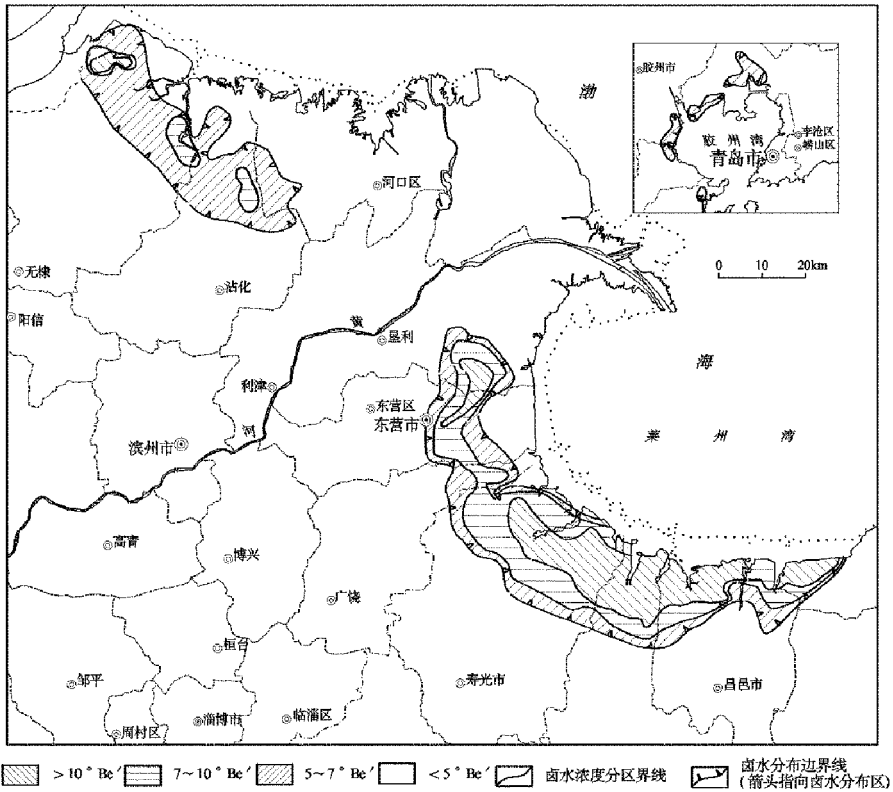 胶州市
渤
李沧区
胶 州 湾
崂山区
青岛市
河口区
无棣
沾化
0 10 20km
阳信
黄
垦利
海
利津
东营区
东营市
河
滨州市
莱 州 湾
高青
博兴
广饶
桓台
邹平
寿光市
昌邑市
周村区
淄博市
临淄区
>10°Be′ 7~10°Be′ 5~7°Be′ <5°Be′ 卤水浓度分区界线 卤水分布边界线
(箭头指向卤水分布区)